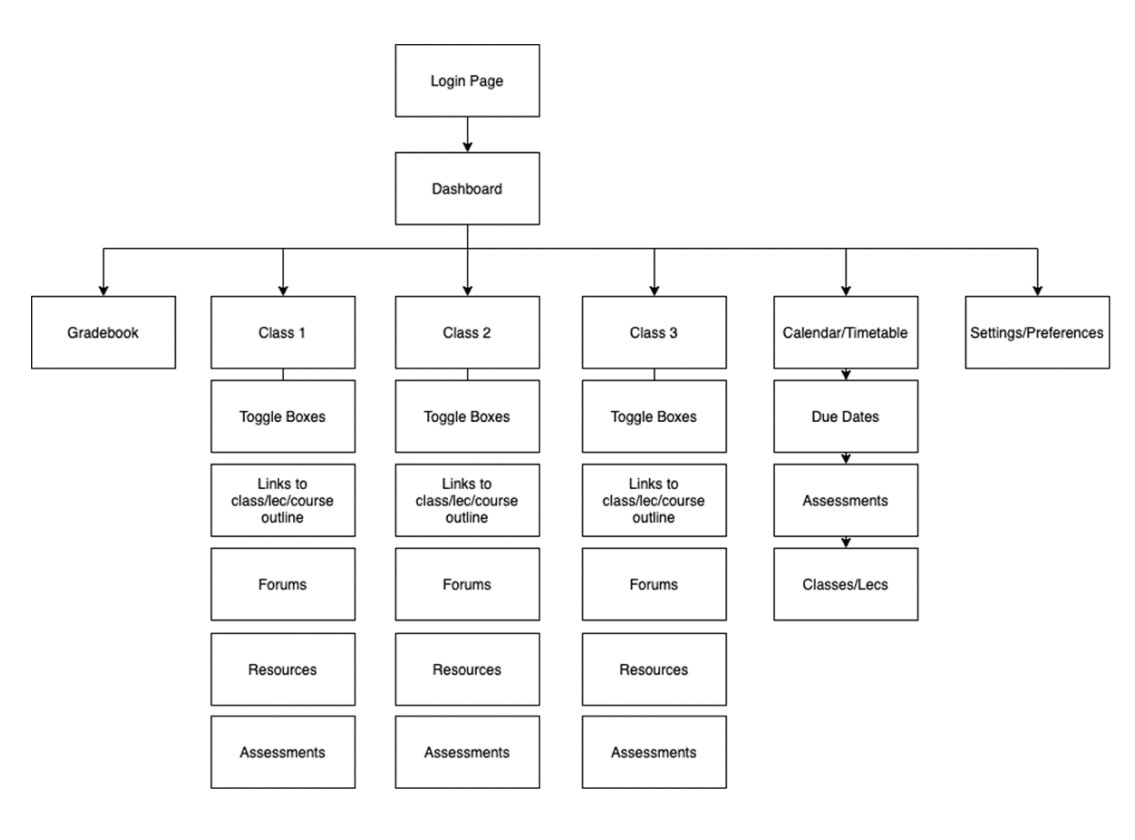 Login Page
Dashboard
Gradebook
Class 1
Class 2
Class 3
Calendar/Timetable
Settings/Preferences
Toggle Boxes
Toggle Boxes
Toggle Boxes
Due Dates
Links to
class/lec/course
outline
Links to
class/lec/course
outline
Links to
class/lec/course
outline
Assessments
Forums
Forums
Forums
Classes/Lecs
Resources
Resources
Resources
Assessments
Assessments
Assessments